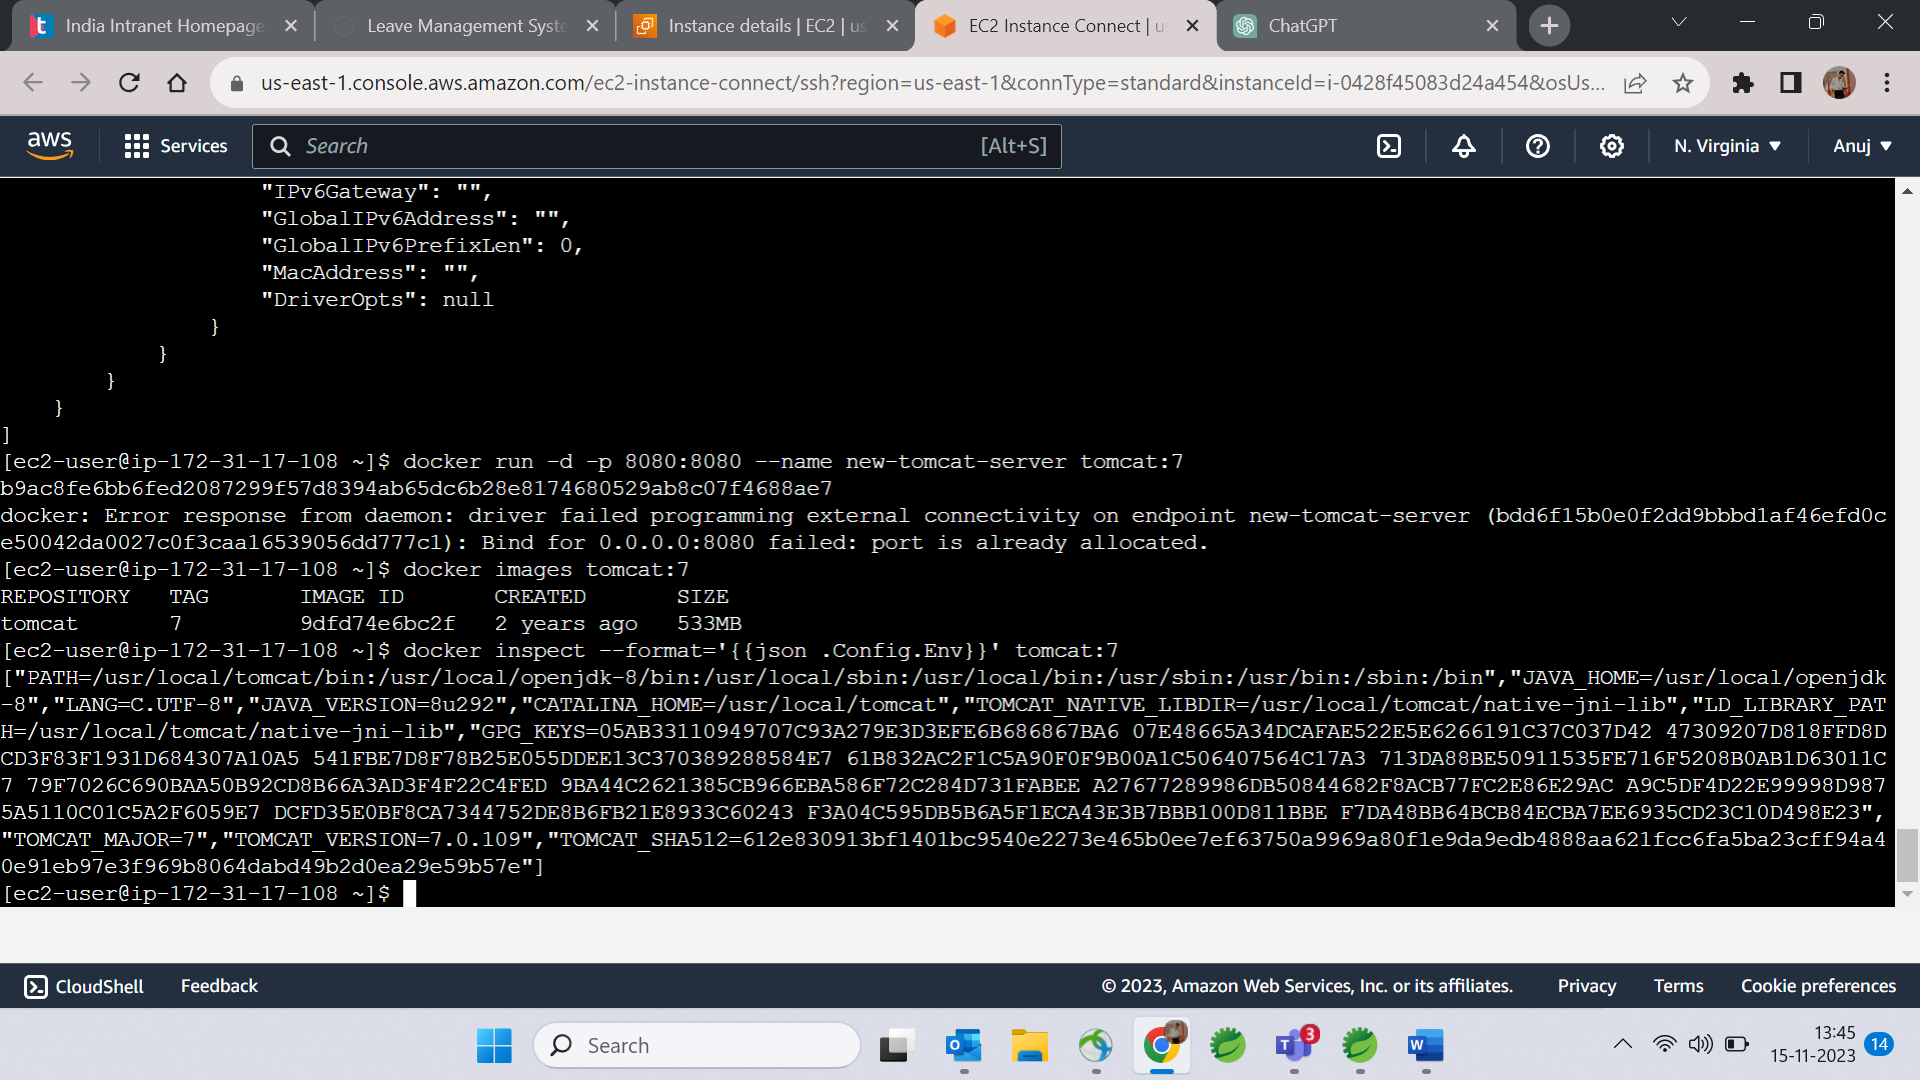 India Intranet Homepage
Leave Management Syste
Instance details | EC2 | us
EC2 Instance Connect | u
ChatGPT
us-east-1.console.aws.amazon.com/ec2-instance-connect/ssh?region=us-east-1&connType=standard&instanceId=i-0428f45083d24a454&osUs...
aws
Services
Search
[Alt+S]
N. Virginia
Anuj
"IPv6Gateway": "",
"GlobalIPv6Address": "",
"GlobalIPv6PrefixLen": 0,
"MacAddress": "",
"DriverOpts": null
}
}
}
}
]
[ec2-user@ip-172-31-17-108 ~]$ docker run -d -p 8080:8080 --name new-tomcat-server tomcat:7
b9ac8fe6bb6fed2087299f57d8394ab65dc6b28e8174680529ab8c07f4688ae7
docker: Error response from daemon: driver failed programming external connectivity on endpoint new-tomcat-server (bdd6f15b0e0f2dd9bbbd1af46efd0c
e50042da0027c0f3caa16539056dd777c1): Bind for 0.0.0.0:8080 failed: port is already allocated.
[ec2-user@ip-172-31-17-108 ~]$ docker images tomcat:7
REPOSITORY TAG IMAGE ID CREATED SIZE
tomcat 7 9dfd74e6bc2f 2 years ago 533MB
[ec2-user@ip-172-31-17-108 ~]$ docker inspect --format='{{json .Config.Env}}' tomcat:7
["PATH=/usr/local/tomcat/bin:/usr/local/openjdk-8/bin:/usr/local/sbin:/usr/local/bin:/usr/sbin:/usr/bin:/sbin:/bin","JAVA_HOME=/usr/local/openjdk
-8","LANG=C.UTF-8","JAVA_VERSION=8u292","CATALINA_HOME=/usr/local/tomcat","TOMCAT_NATIVE_LIBDIR=/usr/local/tomcat/native-jni-lib","LD_LIBRARY_PAT
H=/usr/local/tomcat/native-jni-lib","GPG_KEYS=05AB33110949707C93A279E3D3EFE6B686867BA6 07E48665A34DCAFAE522E5E6266191C37C037D42 47309207D818FFD8D
CD3F83F1931D684307A10A5 541FBE7D8F78B25E055DDEE13C370389288584E7 61B832AC2F1C5A90F0F9B00A1C506407564C17A3 713DA88BE50911535FE716F5208B0AB1D63011C
7 79F7026C690BAA50B92CD8B66A3AD3F4F22C4FED 9BA44C2621385CB966EBA586F72C284D731FABEE A27677289986DB50844682F8ACB77FC2E86E29AC A9C5DF4D22E99998D987
5A5110C01C5A2F6059E7 DCFD35E0BF8CA7344752DE8B6FB21E8933C60243 F3A04C595DB5B6A5F1ECA43E3B7BBB100D811BBE F7DA48BB64BCB84ECBA7EE6935CD23C10D498E23",
"TOMCAT_MAJOR=7","TOMCAT_VERSION=7.0.109","TOMCAT_SHA512=612e830913bf1401bc9540e2273e465b0ee7ef63750a9969a80f1e9da9edb4888aa621fcc6fa5ba23cff94a4
0e91eb97e3f969b8064dabd49b2d0ea29e59b57e"]
[ec2-user@ip-172-31-17-108 ~]$
CloudShell
Feedback
© 2023, Amazon Web Services, Inc. or its affiliates.
Privacy
Terms
Cookie preferences
Search
3
13:45
15-11-2023
14